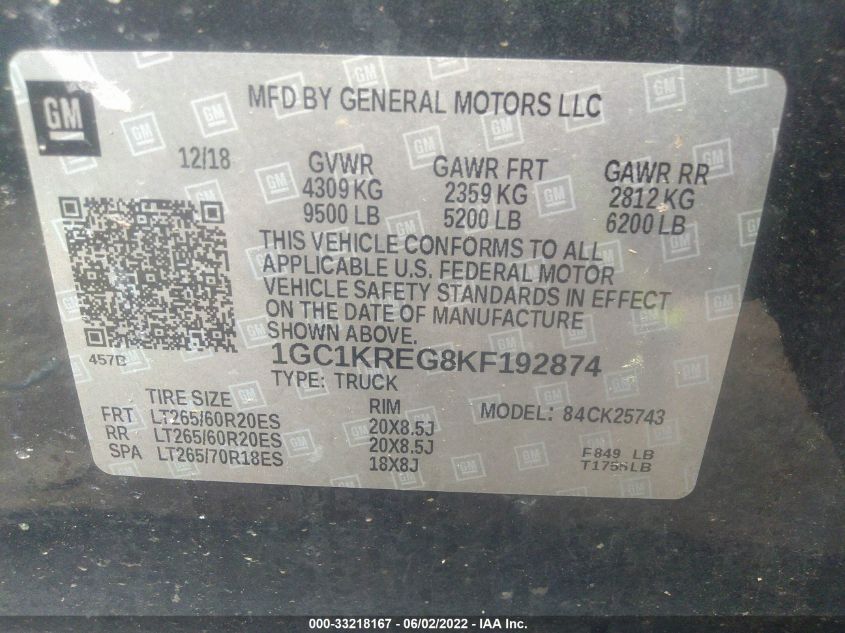 GM
MFD BY GENERAL MOTORS LLC
12/18
GVWR GAWR FRT GAWR RR
4309 KG 2359 KG 2812 KG
9500 LB 5200 LB 6200 LB
THIS VEHICLE CONFORMS TO ALL
APPLICABLE U.S. FEDERAL MOTOR
VEHICLE SAFETY STANDARDS IN EFFECT
ON THE DATE OF MANUFACTURE
SHOWN ABOVE.
457B
1GC1KREG8KF192874
TYPE: TRUCK
TIRE SIZE RIM MODEL: 84CK25743
FRT LT265/60R20ES 20X8.5J
RR LT265/60R20ES 20X8.5J
SPA LT265/70R18ES 18X8J
F849 LB
000-33218167 - 06/02/2022 - IAA Inc.